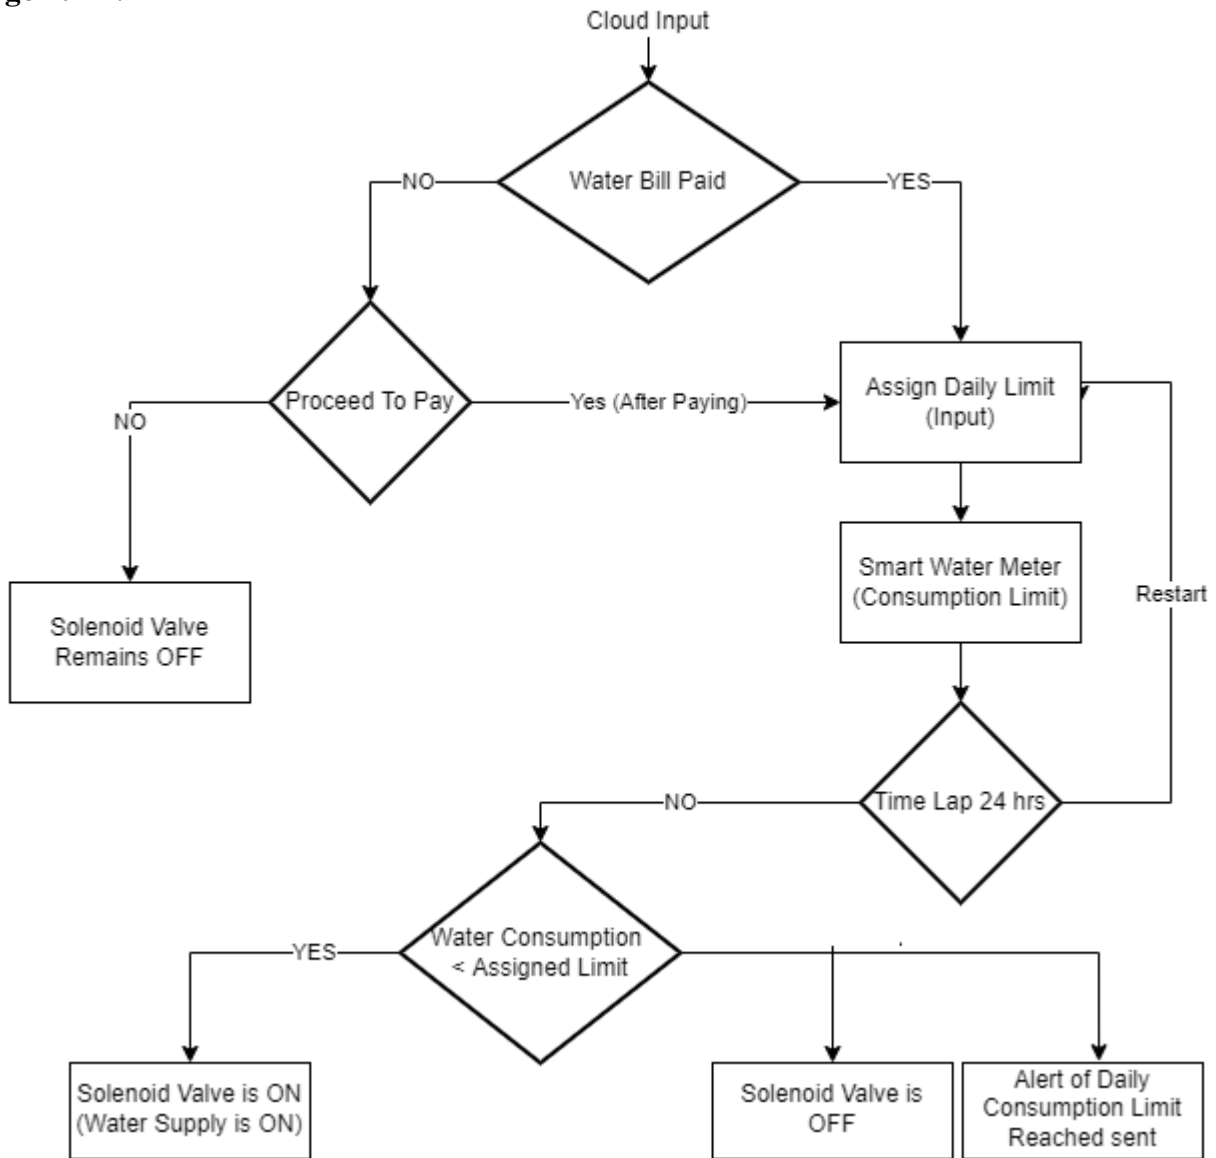 Cloud Input
Water Bill Paid
NO
YES
Proceed To Pay
Yes (After Paying)
Assign Daily Limit
(Input)
NO
Smart Water Meter
(Consumption Limit)
Restart
Solenoid Valve
Remains OFF
Time Lap 24 hrs
NO
Water Consumption
< Assigned Limit
YES
Solenoid Valve is ON
(Water Supply is ON)
Solenoid Valve is
OFF
Alert of Daily
Consumption Limit
Reached sent